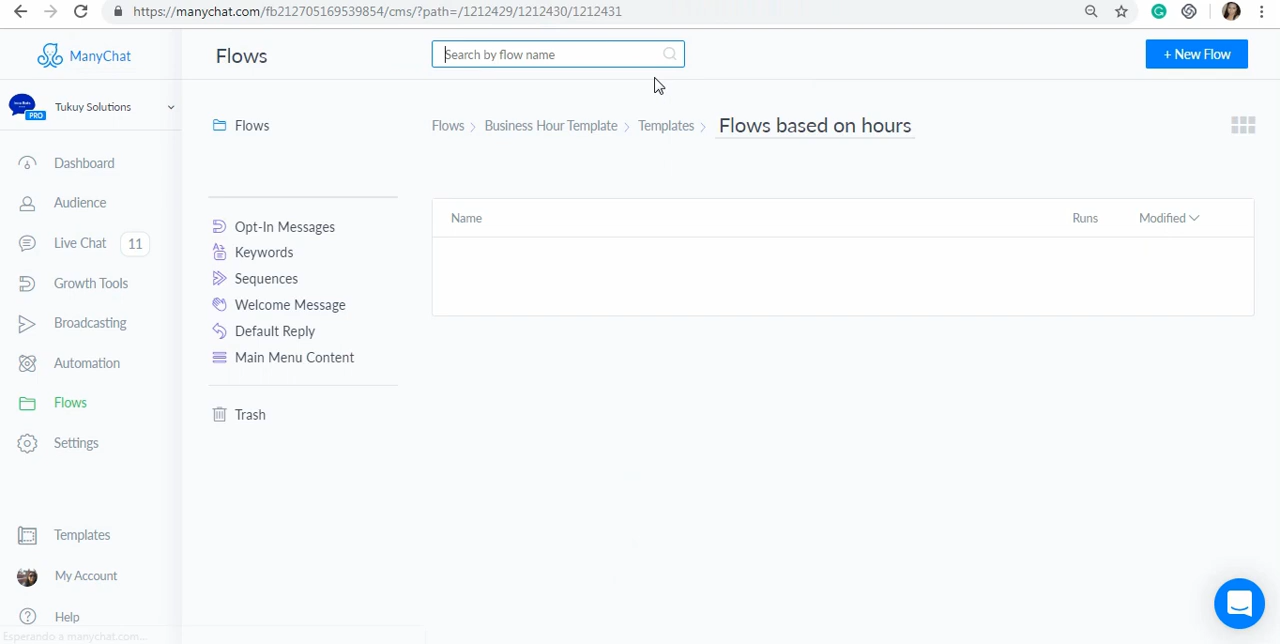 https://manychat.com/fb212705169539854/cms/?path=/1212429/1212430/1212431
ManyChat
Flows
Search by flow name
+ New Flow
PRO
Tukuy Solutions
Flows
Flows > Business Hour Template > Templates > Flows based on hours
Dashboard
Audience
Live Chat 11
Growth Tools
Broadcasting
Automation
Flows
Settings
Templates
My Account
Help
Opt-In Messages
Keywords
Sequences
Welcome Message
Default Reply
Main Menu Content
Trash
Name Runs Modified
Esperando a manychat.com...